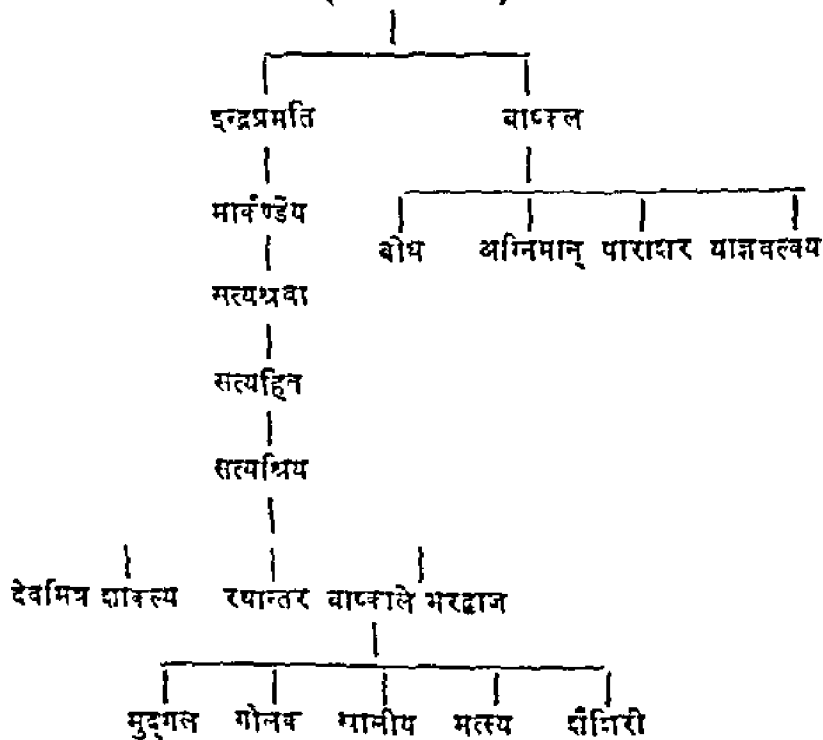 इन्द्रप्रमति बाष्कल
मार्कण्डेय
बोध अग्निमान् पाराशर याज्ञवल्क्य
सत्यश्रवा
सत्यहित
सत्यश्रिय
देवमित्र शाकल्य रथान्तर बाष्कलि भरद्वाज
मुद्गल गोलक मत्स्य शैशिरी